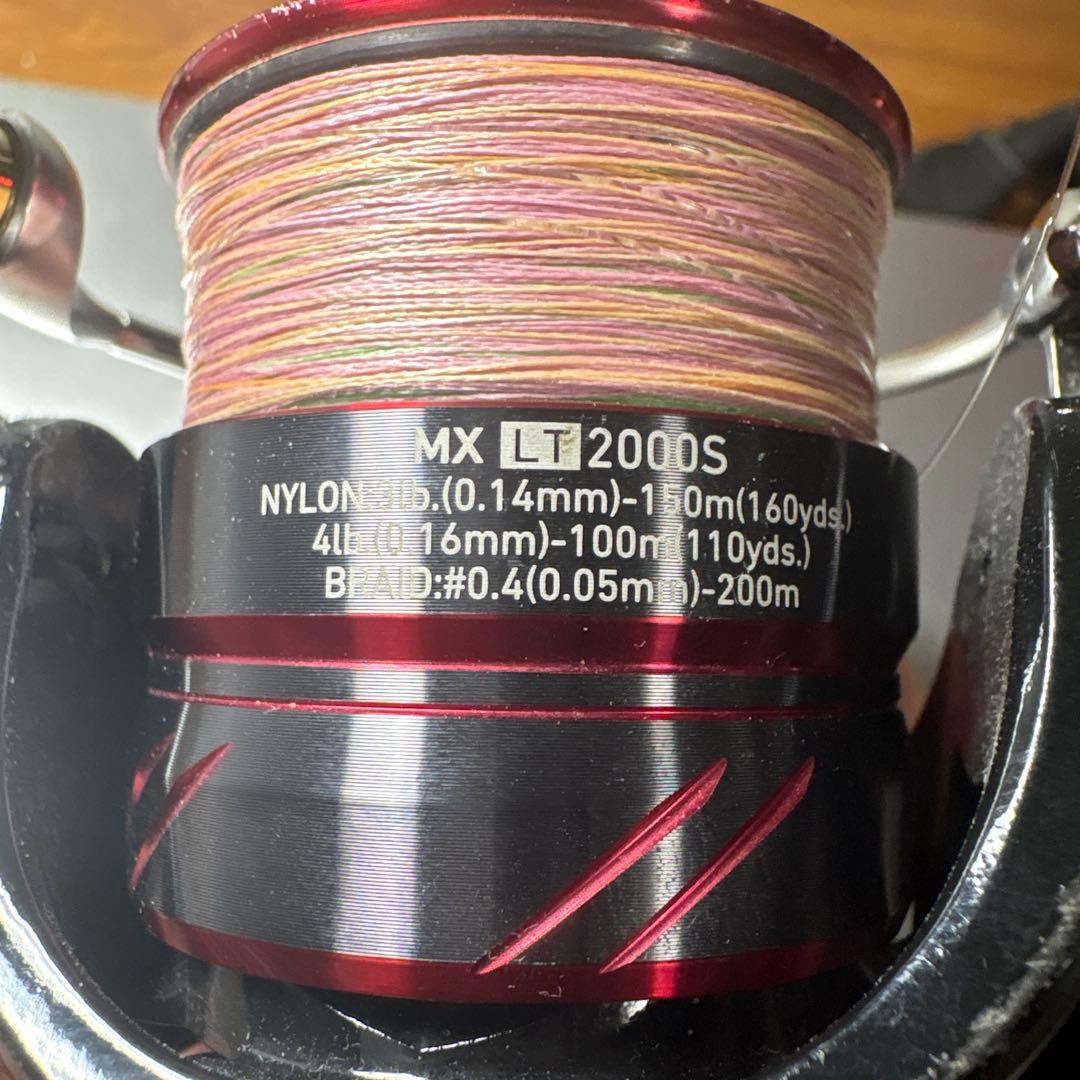 MX LT 2000S
NYLON:3lb.(0.14mm)-150m(160yds.)
4lb.(0.16mm)-100m(110yds.)
BRAID:#0.4(0.05mm)-200m